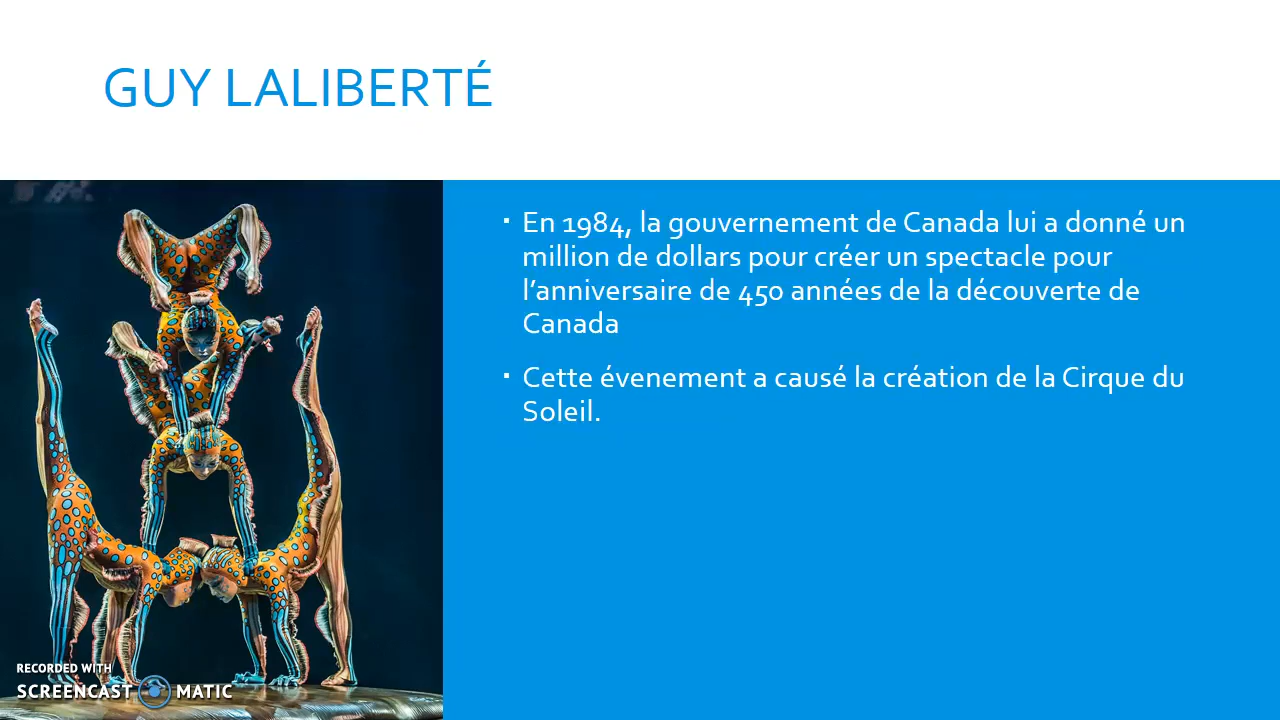 GUY LALIBERTÉ
▪ En 1984, la gouvernement de Canada lui a donné un
million de dollars pour créer un spectacle pour
l’anniversaire de 450 années de la découverte de
Canada
▪ Cette évenement a causé la création de la Cirque du
Soleil.
RECORDED WITH
SCREENCAST MATIC